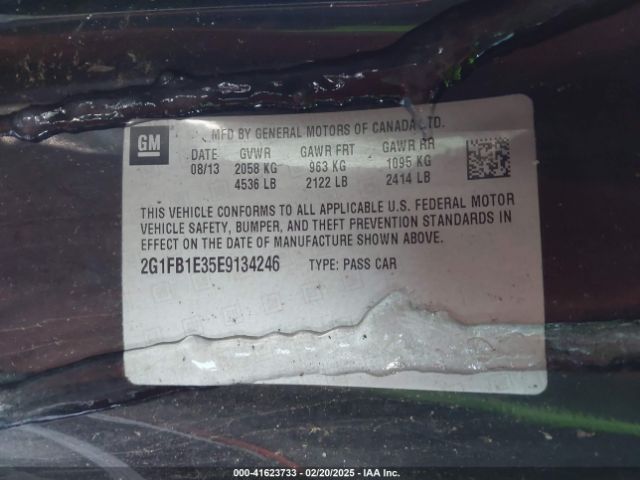 GM
MFD BY GENERAL MOTORS OF CANADA LTD.
DATE GVWR GAWR FRT GAWR RR
08/13 2058 KG 963 KG 1095 KG
4536 LB 2122 LB 2414 LB
THIS VEHICLE CONFORMS TO ALL APPLICABLE U.S. FEDERAL MOTOR
VEHICLE SAFETY, BUMPER, AND THEFT PREVENTION STANDARDS IN
EFFECT ON THE DATE OF MANUFACTURE SHOWN ABOVE.
2G1FB1E35E9134246 TYPE: PASS CAR
000-41623733 - 02/20/2025 - IAA Inc.